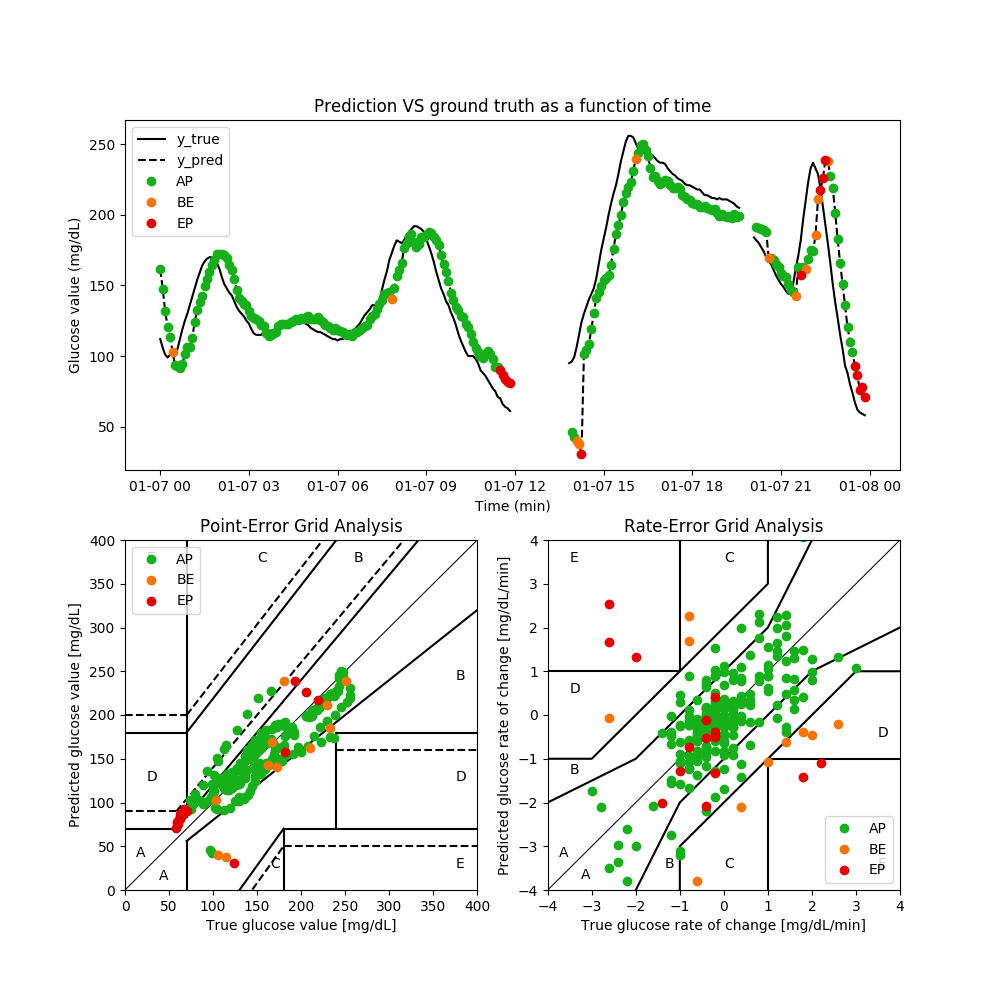 Prediction VS ground truth as a function of time
Glucose value (mg/dL)
250
200
150
100
50
y_true
y_pred
AP
BE
EP
01-07 00 01-07 03 01-07 06 01-07 09 01-07 12 01-07 15 01-07 18 01-07 21 01-08 00
Time (min)
Point-Error Grid Analysis
Predicted glucose value [mg/dL]
400
350
300
250
200
150
100
50
0
AP
BE
EP
C
B
B
D
D
A
A
C
E
0 50 100 150 200 250 300 350 400
True glucose value [mg/dL]
Rate-Error Grid Analysis
Predicted glucose rate of change [mg/dL/min]
4
3
2
1
0
−1
−2
−3
−4
E
C
D
D
B
A
A
B
C
AP
BE
EP
−4 −3 −2 −1 0 1 2 3 4
True glucose rate of change [mg/dL/min]